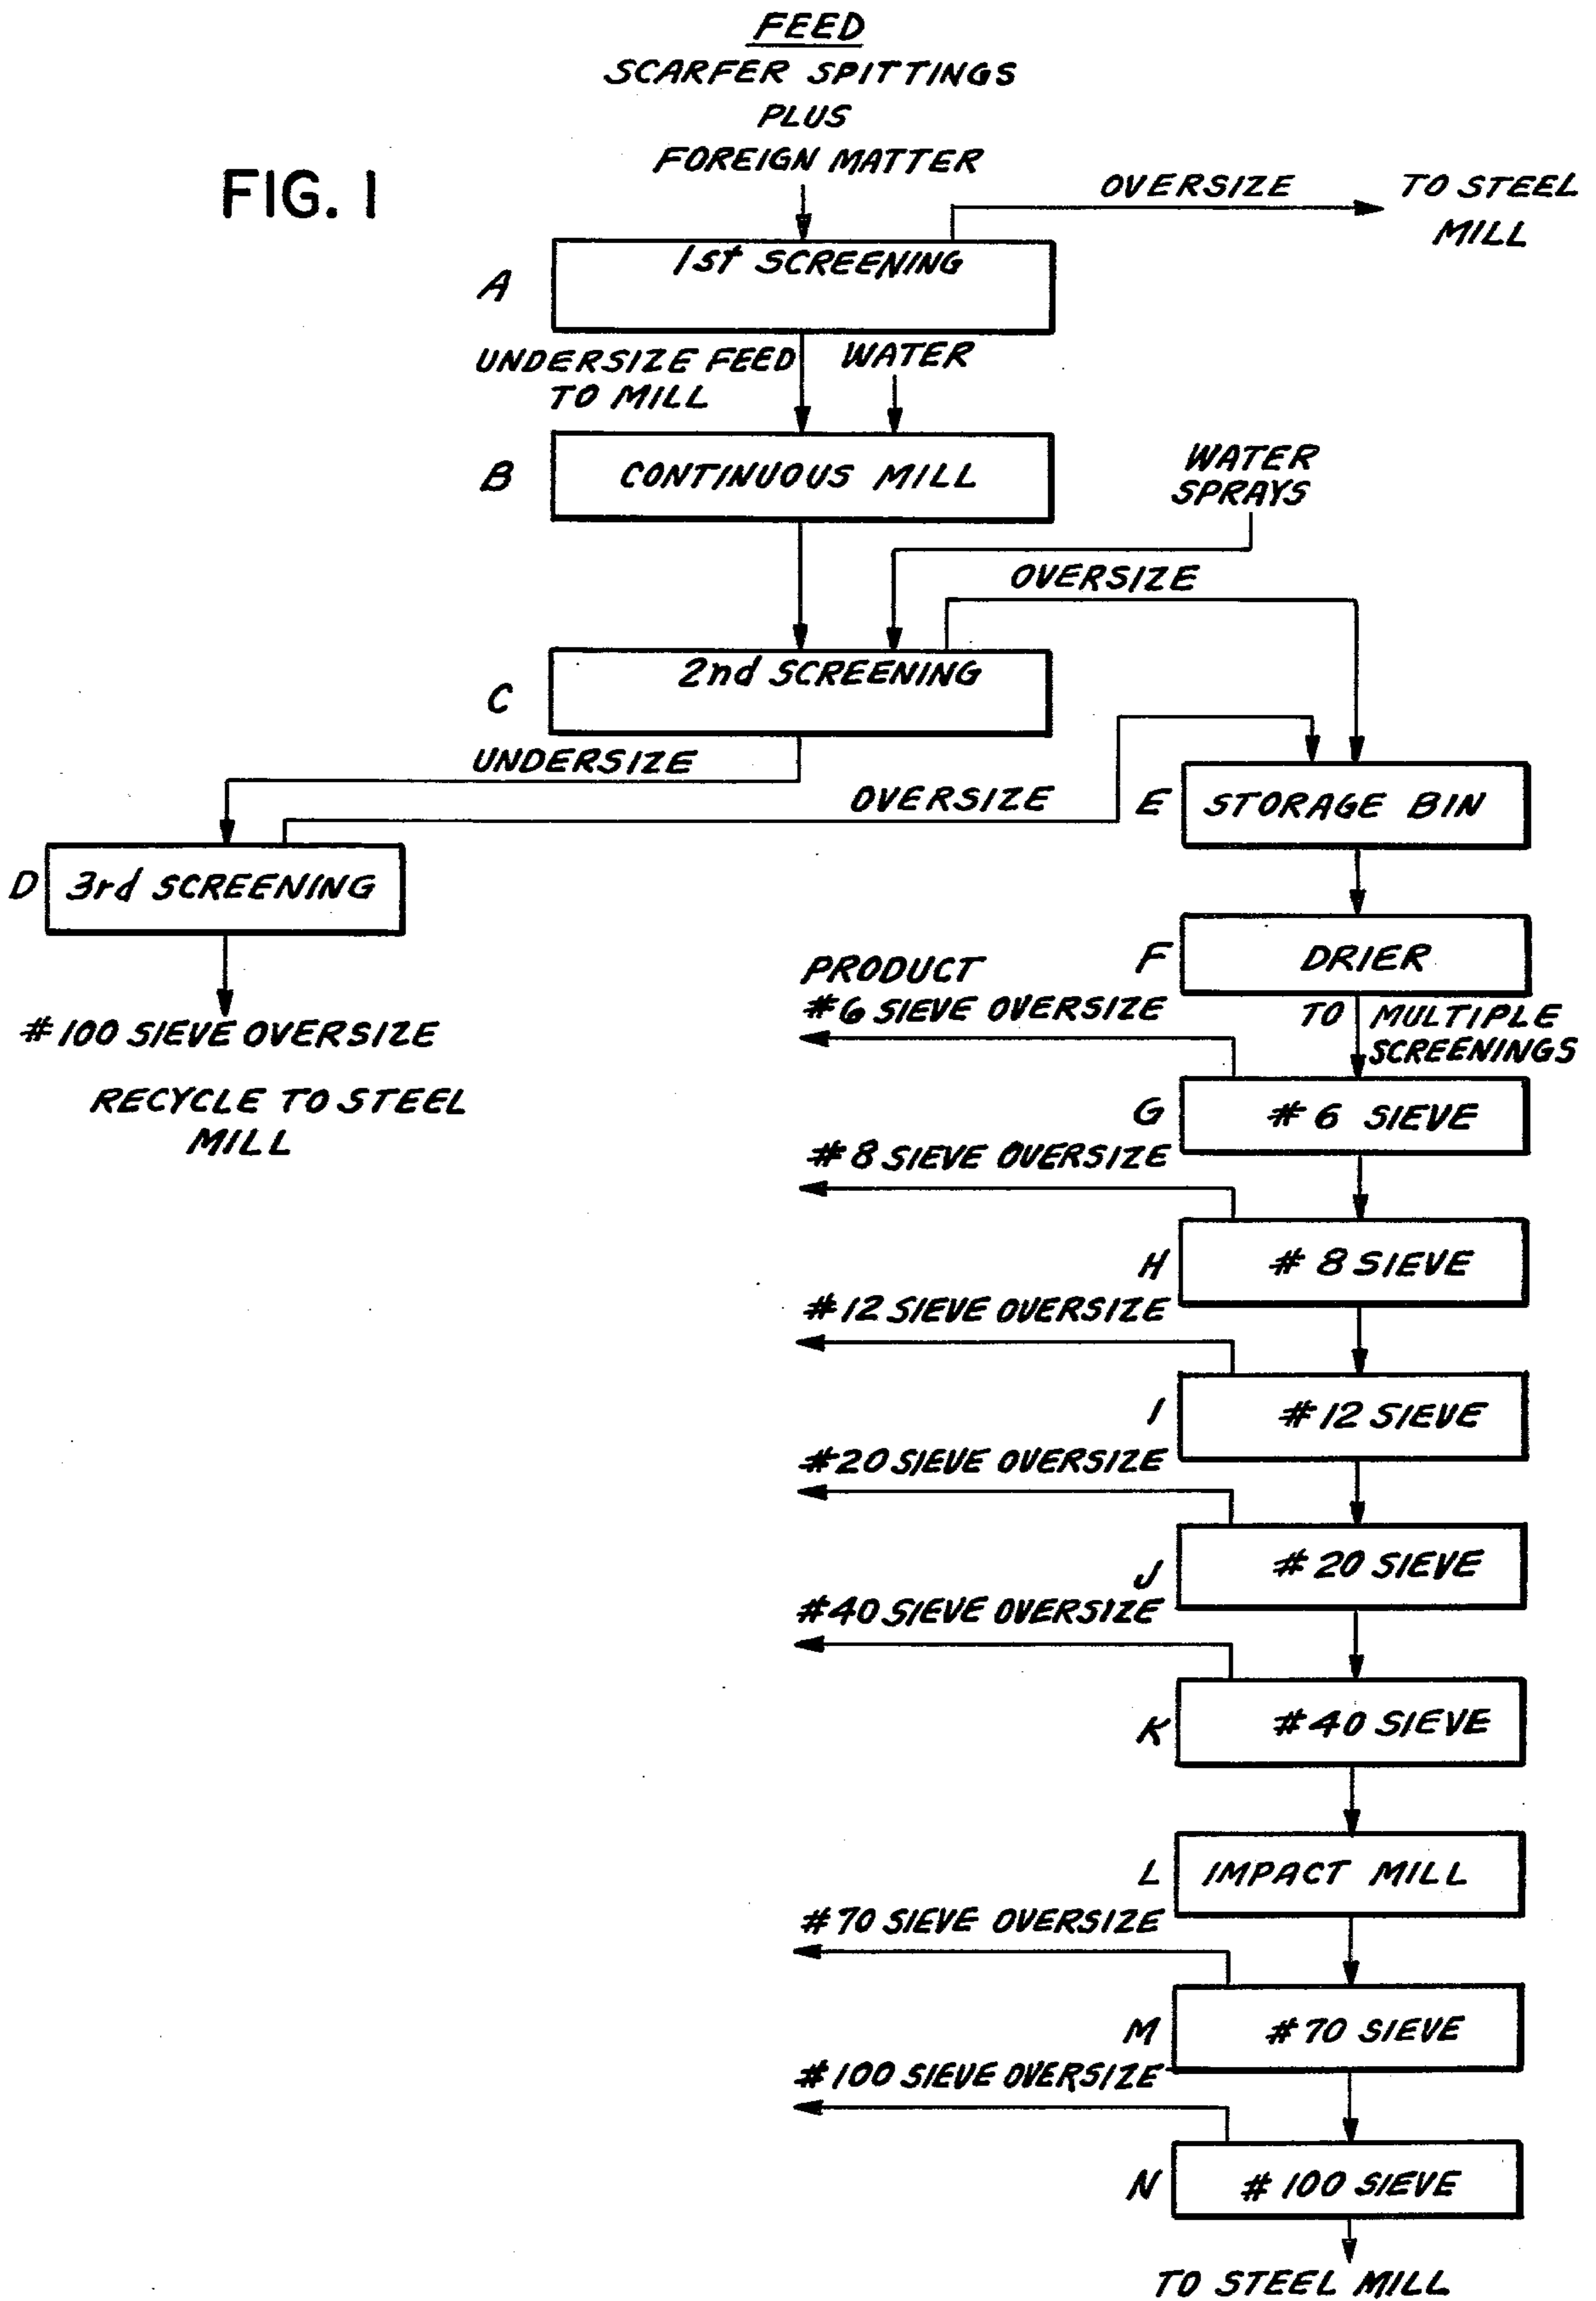 FEED
SCARFER SPITTINGS
PLUS
FOREIGN MATTER
FIG. 1
OVERSIZE
TO STEEL
MILL
A
1st SCREENING
UNDERSIZE FEED
TO MILL
WATER
B
CONTINUOUS MILL
WATER
SPRAYS
OVERSIZE
C
2nd SCREENING
UNDERSIZE
OVERSIZE
E
STORAGE BIN
D
3rd SCREENING
#100 SIEVE OVERSIZE
RECYCLE TO STEEL
MILL
F
DRIER
PRODUCT
#6 SIEVE OVERSIZE
TO MULTIPLE
SCREENINGS
G
#6 SIEVE
#8 SIEVE OVERSIZE
H
#8 SIEVE
#12 SIEVE OVERSIZE
I
#12 SIEVE
#20 SIEVE OVERSIZE
J
#20 SIEVE
#40 SIEVE OVERSIZE
K
#40 SIEVE
L
IMPACT MILL
#70 SIEVE OVERSIZE
M
#70 SIEVE
#100 SIEVE OVERSIZE
N
#100 SIEVE
TO STEEL MILL